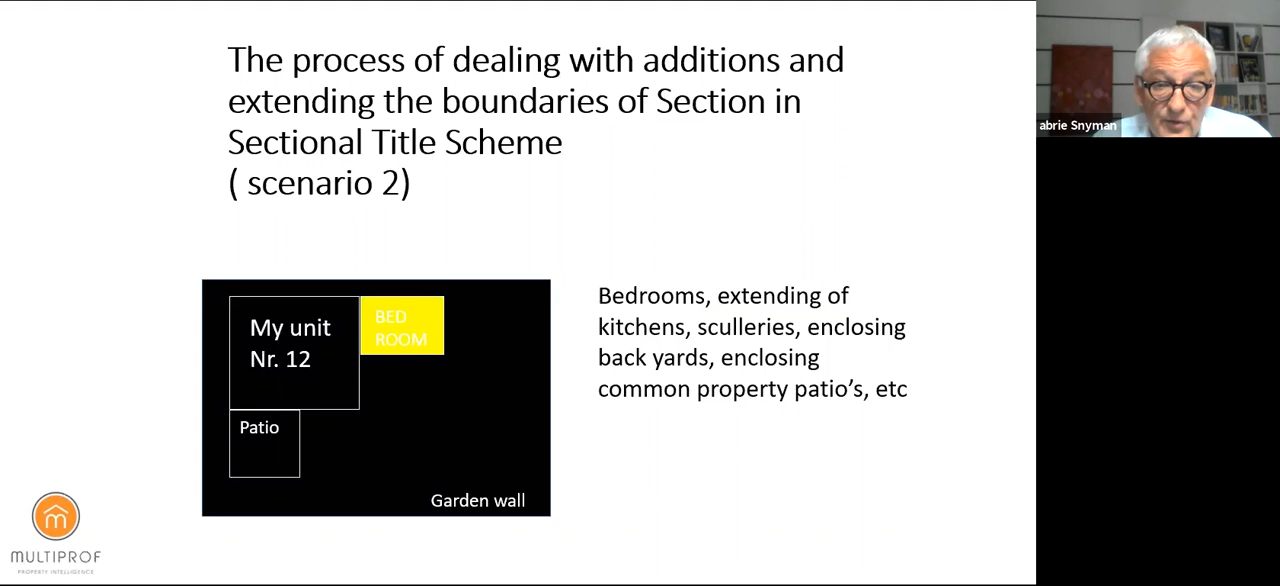 The process of dealing with additions and
extending the boundaries of Section in
Sectional Title Scheme
( scenario 2)
abrie Snyman
My unit
Nr. 12
BED
ROOM
Patio
Garden wall
Bedrooms, extending of
kitchens, sculleries, enclosing
back yards, enclosing
common property patio's, etc
MULTIPROF
PROPERTY INTELLIGENCE